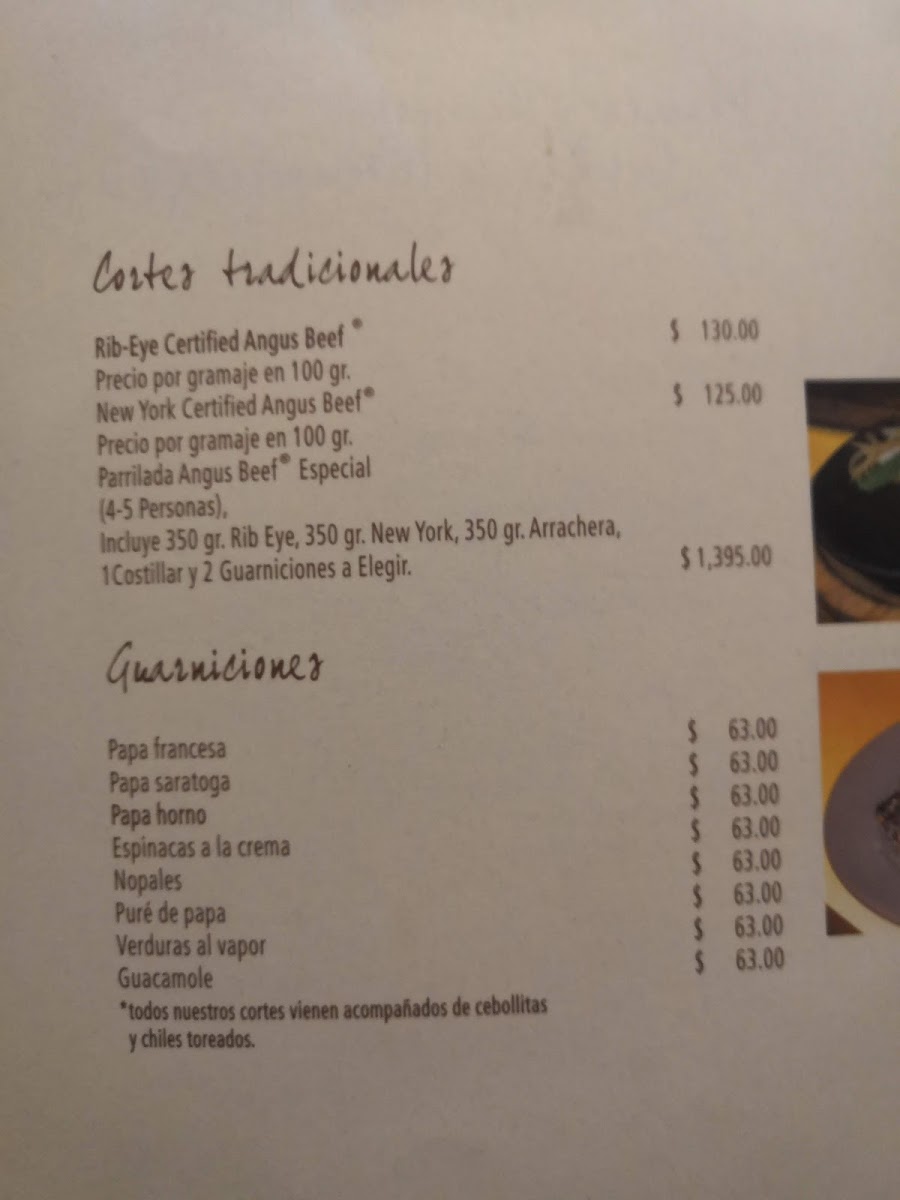 Cortes tradicionales
Rib-Eye Certified Angus Beef ® $ 130.00
Precio por gramaje en 100 gr.
New York Certified Angus Beef® $ 125.00
Precio por gramaje en 100 gr.
Parrilada Angus Beef® Especial
(4-5 Personas),
Incluye 350 gr. Rib Eye, 350 gr. New York, 350 gr. Arrachera,
1Costillar y 2 Guarniciones a Elegir. $ 1,395.00
Guarniciones
Papa francesa $ 63.00
Papa saratoga $ 63.00
Papa horno $ 63.00
Espinacas a la crema $ 63.00
Nopales $ 63.00
Puré de papa $ 63.00
Verduras al vapor $ 63.00
Guacamole $ 63.00
*todos nuestros cortes vienen acompañados de cebollitas
y chiles toreados.